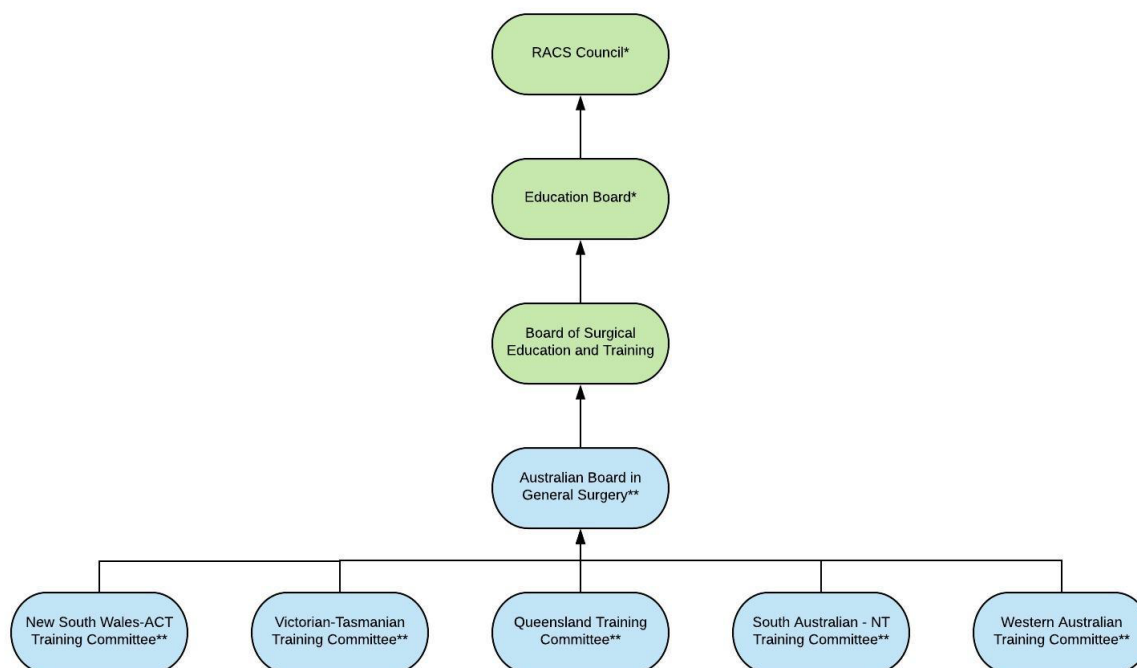 RACS Council*
Education Board*
Board of Surgical
Education and Training
Australian Board in
General Surgery**
New South Wales-ACT
Training Committee**
Victorian-Tasmanian
Training Committee**
Queensland Training
Committee**
South Australian - NT
Training Committee**
Western Australian
Training Committee**